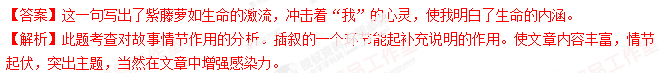 【答案】这一句写出了紫藤萝如生命的激流，冲击着“我”的心灵，使我明白了生命的内涵。
【解析】此题考查对故事情节作用的分析。插叙的一个环节能起补充说明的作用。使文章内容丰富，情节
起伏，突出主题，当然在文章中增强感染力。